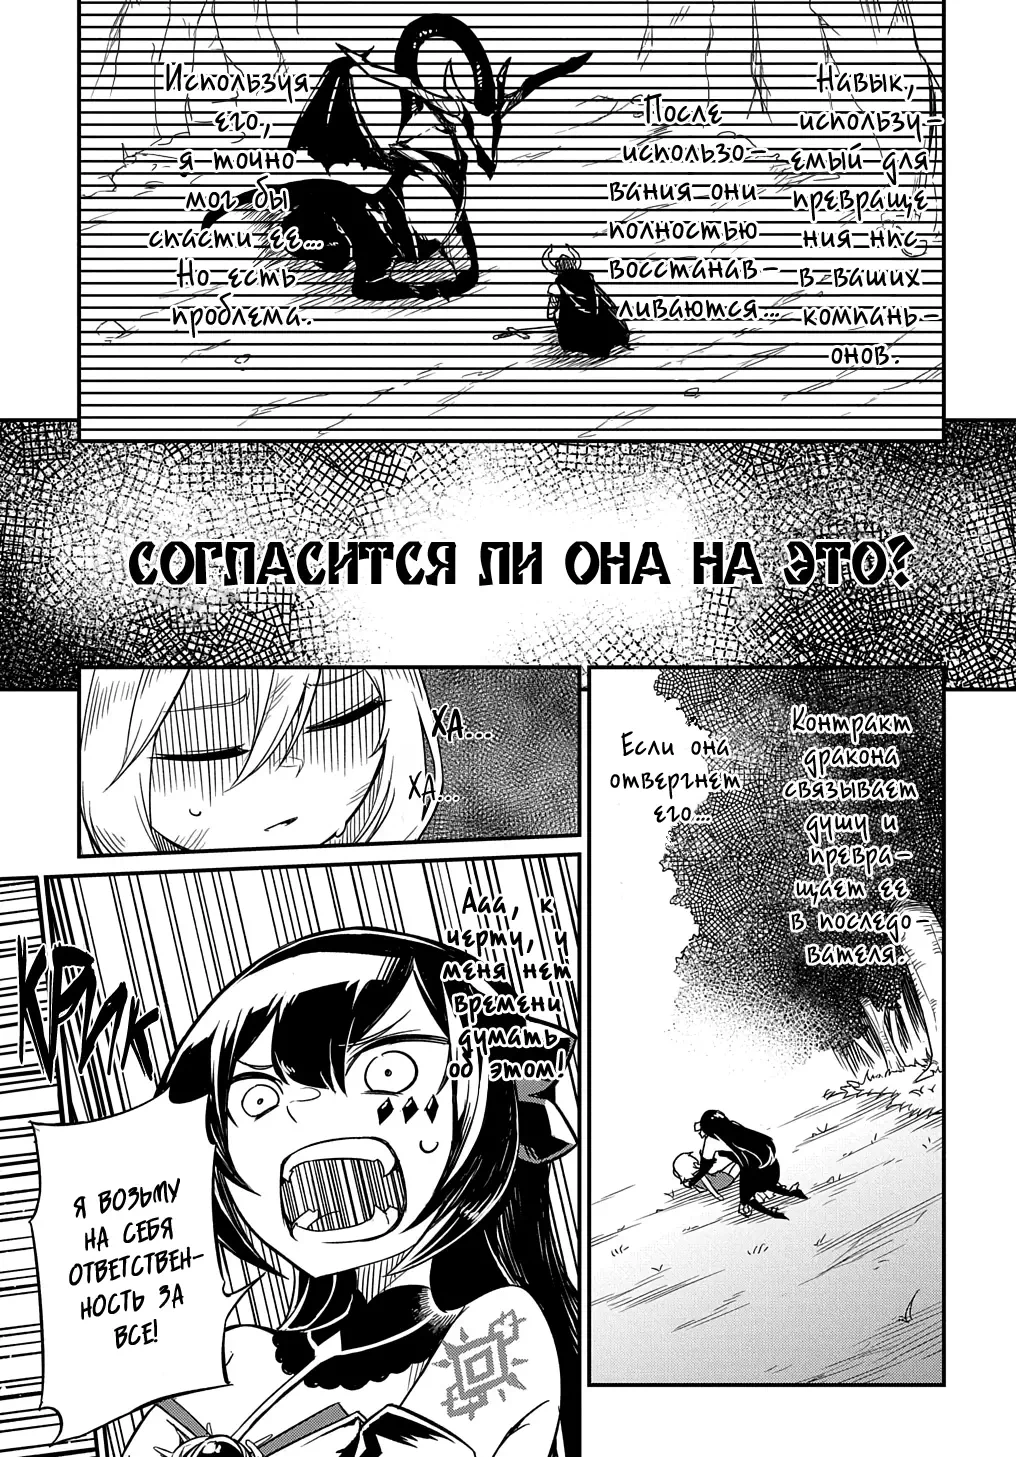 Навык,
использу-
емый для
превраще
ния нпс
в ваших
компань-
онов.
После
использо-
вания они
полностью
восстанав-
ливаются...
Используя
его,
я точно
мог бы
спасти ее...
Но есть
проблема.
СОГЛАСИТСЯ ЛИ ОНА НА ЭТО?
Контракт
дракона
связывает
душу и
превра-
щает ее
в последо-
вателя.
Если она
отвергнет
его...
ХА...
ХА...
Ааа, к
черту, у
меня нет
времени
думать
об этом!
КРИК
Я ВОЗЬМУ
НА СЕБЯ
ОТВЕТСТВЕН-
НОСТЬ ЗА
ВСЕ!